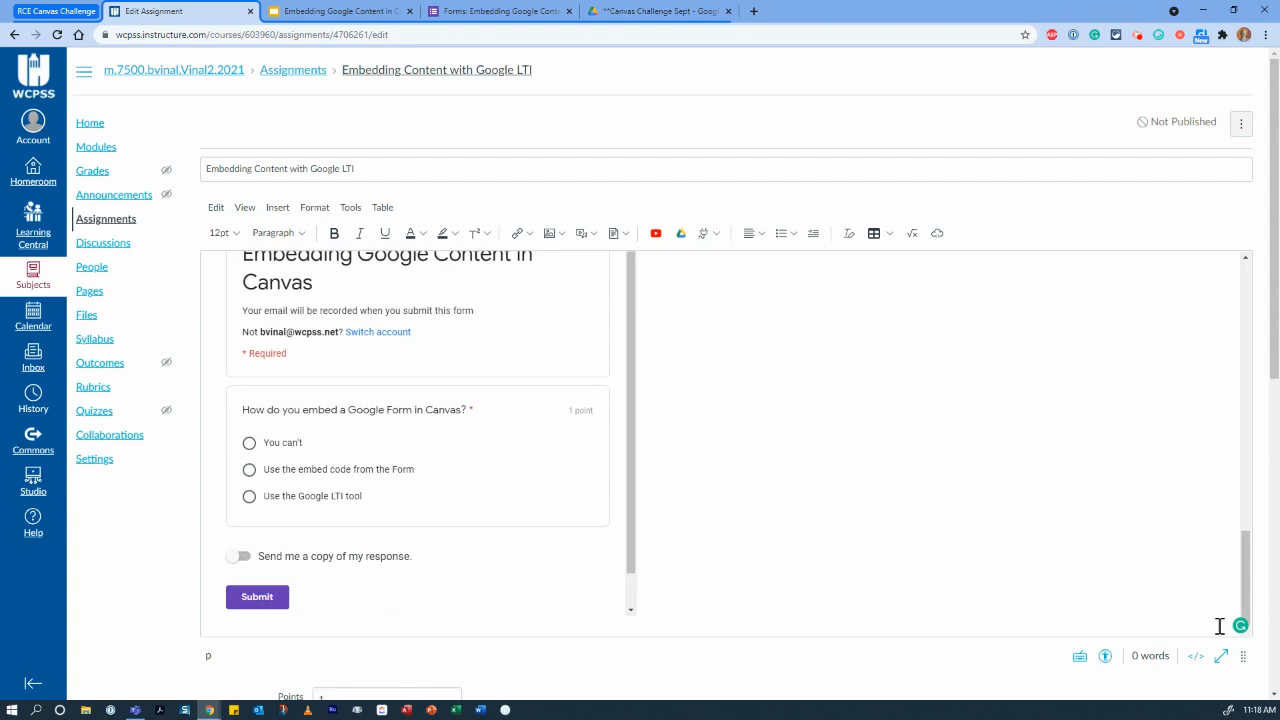 RCE Canvas Challenge
Edit Assignment
Embedding Google Content in C
Forms: Embedding Google Conte
*Canvas Challenge Sept - Googl
wcpss.instructure.com/courses/603960/assignments/4706261/edit
New
WCPSS
Account
Homeroom
Learning
Central
Subjects
Calendar
Inbox
History
Commons
Studio
Help
m.7500.bvinal.Vinal2.2021 > Assignments > Embedding Content with Google LTI
Home
Modules
Grades
Announcements
Assignments
Discussions
People
Pages
Files
Syllabus
Outcomes
Rubrics
Quizzes
Collaborations
Settings
Not Published
Embedding Content with Google LTI
Edit View Insert Format Tools Table
12pt Paragraph B I U A T²
Embedding Google Content in
Canvas
Your email will be recorded when you submit this form
Not bvinal@wcpss.net? Switch account
* Required
How do you embed a Google Form in Canvas? * 1 point
You can't
Use the embed code from the Form
Use the Google LTI tool
Send me a copy of my response.
Submit
p
0 words </>
Points 1
11:18 AM